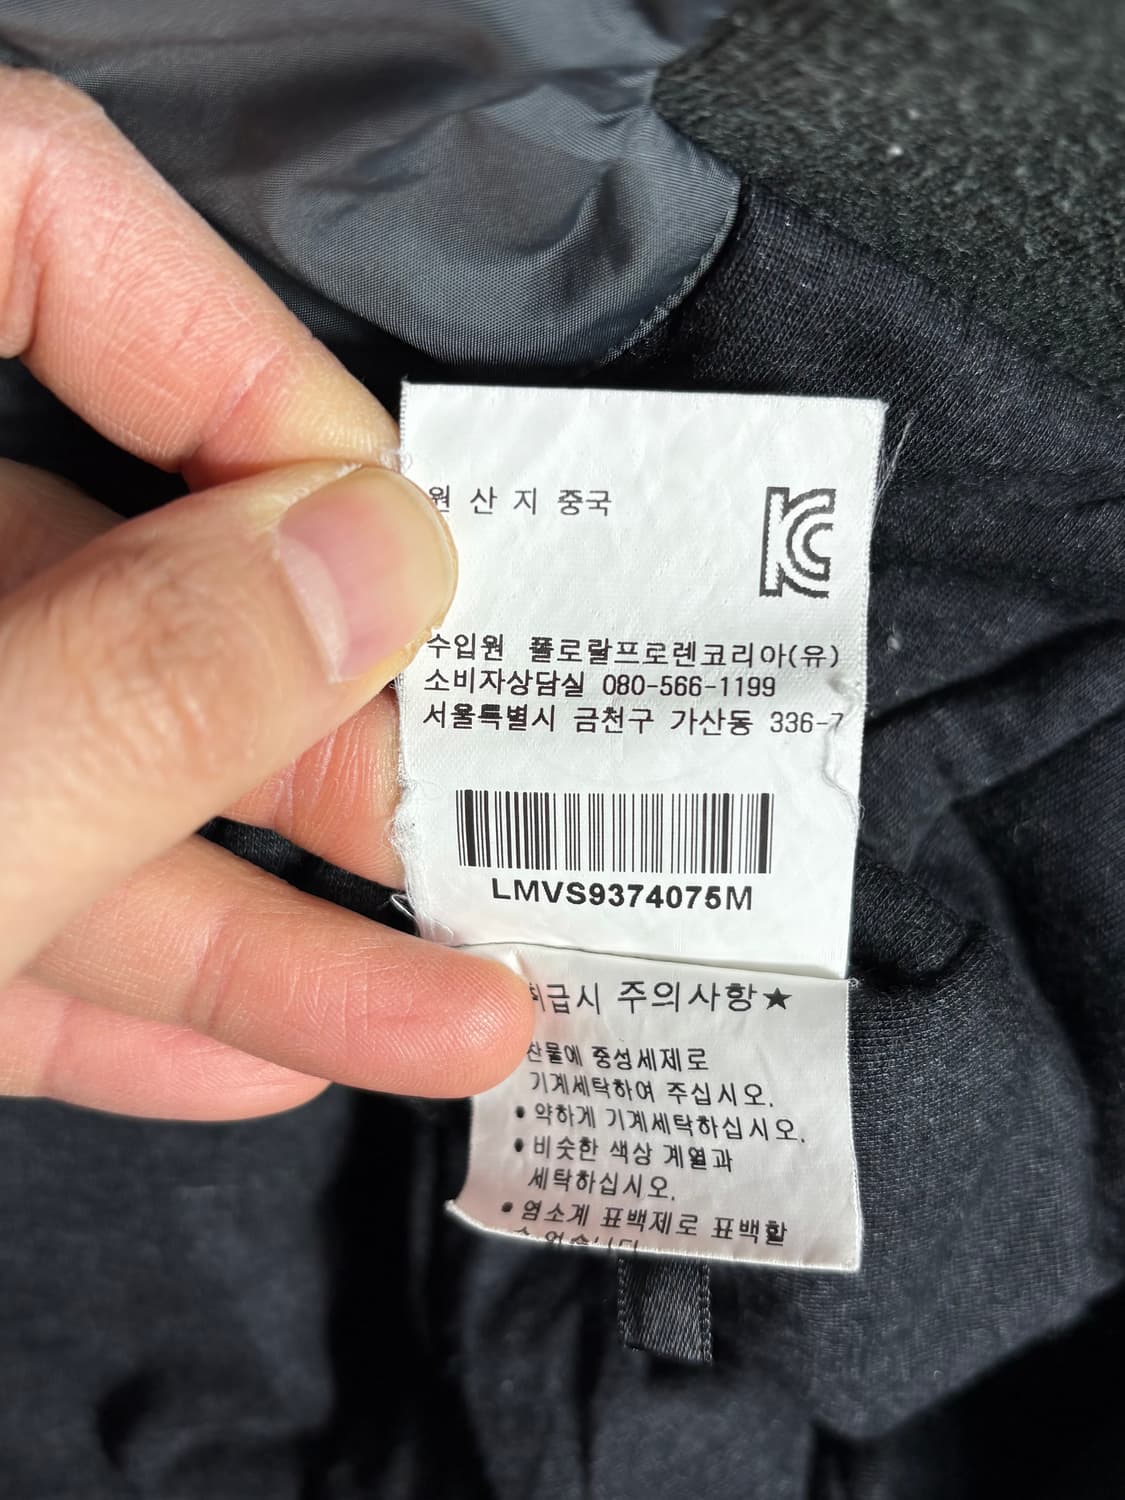 원 산 지 중국
수입원 폴로랄프로렌코리아(유)
소비자상담실 080-566-1199
서울특별시 금천구 가산동 336-7
LMVS9374075M
취급시 주의사항★
찬물에 중성세제로
기계세탁하여 주십시오.
• 약하게 기계세탁하십시오.
• 비슷한 색상 계열과
세탁하십시오.
• 염소계 표백제로 표백할
수 없습니다